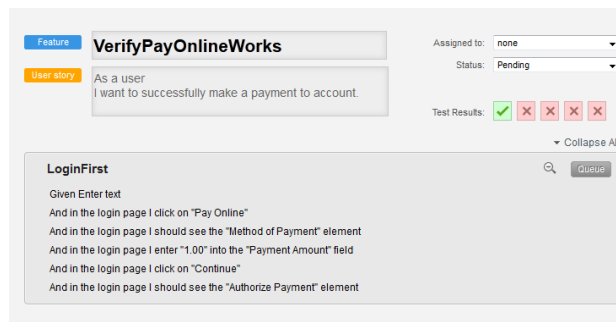 Feature
VerifyPayOnlineWorks
Assigned to: none
User story
As a user
I want to successfully make a payment to account.
Status: Pending
Test Results:
Collapse Al
LoginFirst
Queue
Given Enter text
And in the login page I click on "Pay Online"
And in the login page I should see the "Method of Payment" element
And in the login page I enter "1.00" into the "Payment Amount" field
And in the login page I click on "Continue"
And in the login page I should see the "Authorize Payment" element